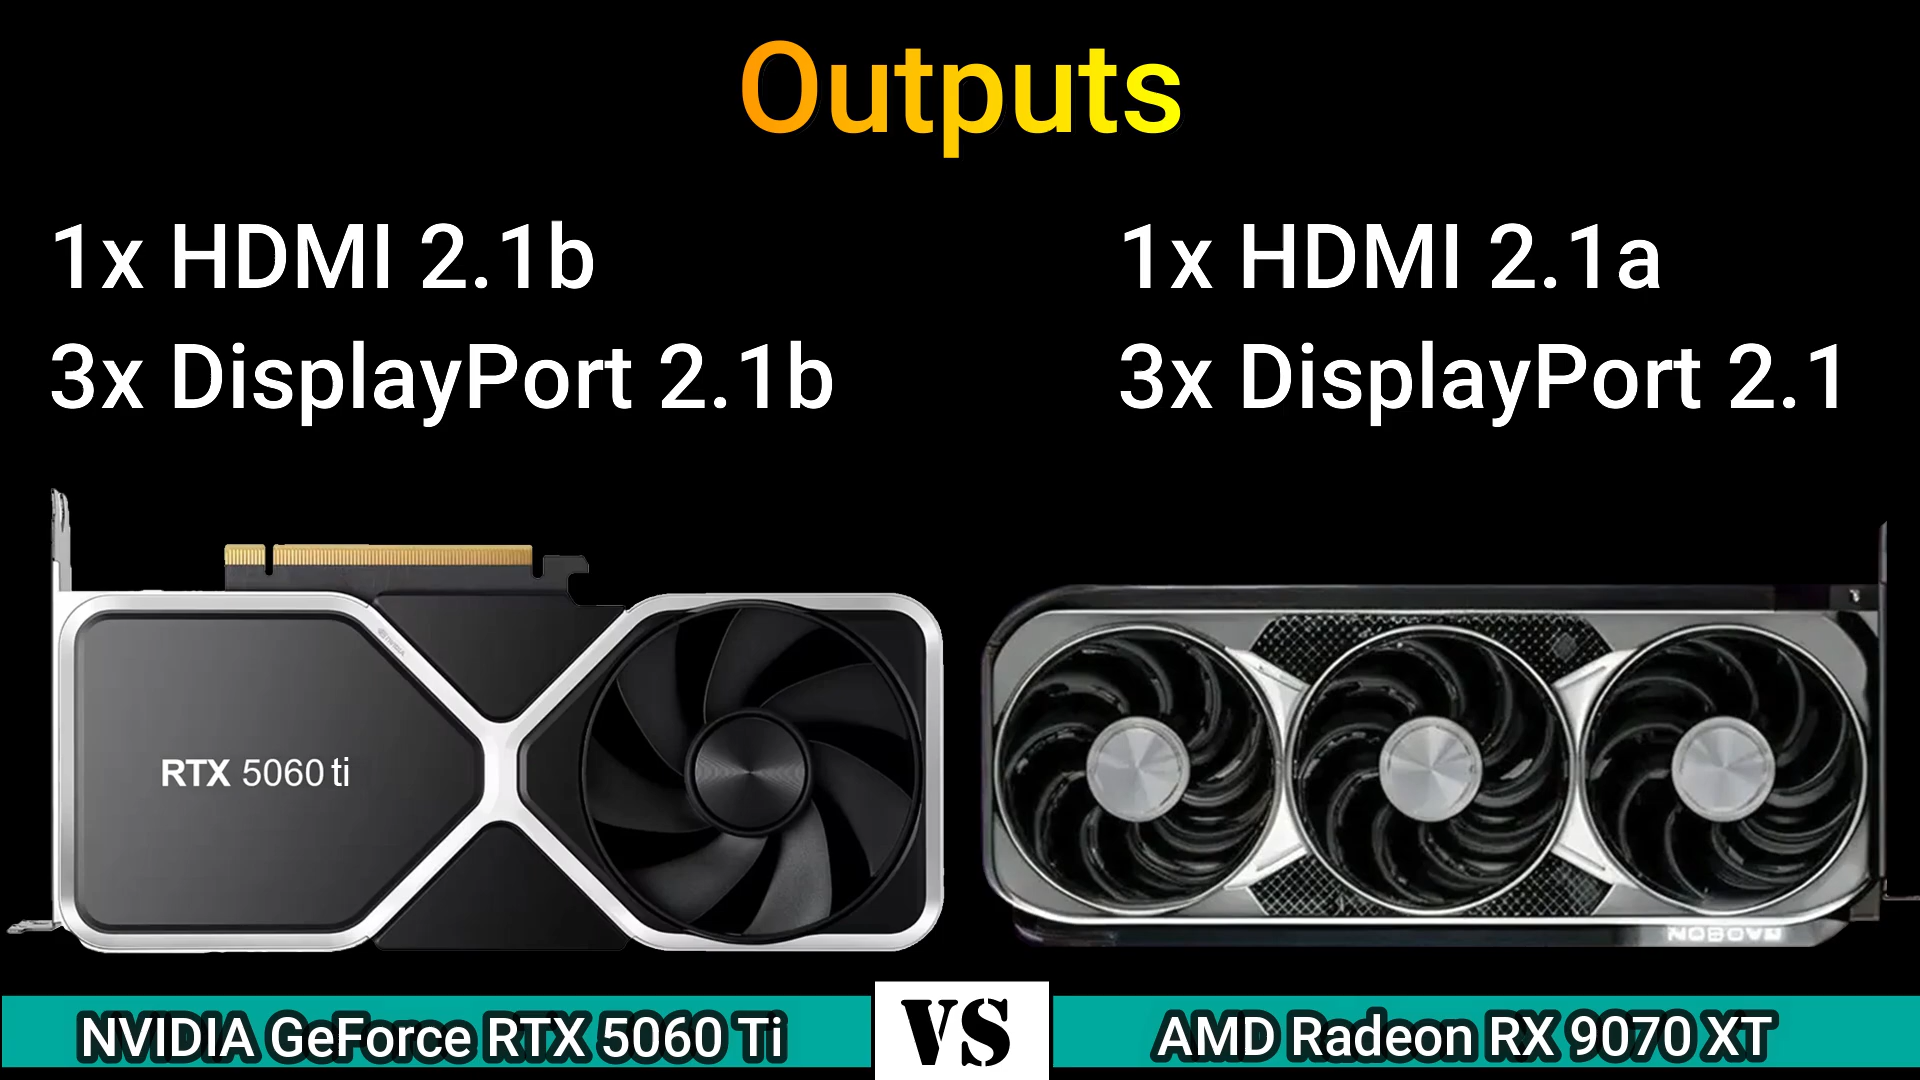 Outputs
1x HDMI 2.1b
3x DisplayPort 2.1b
1x HDMI 2.1a
3x DisplayPort 2.1
RTX 5060 ti
NVIDIA GeForce RTX 5060 Ti
VS
AMD Radeon RX 9070 XT